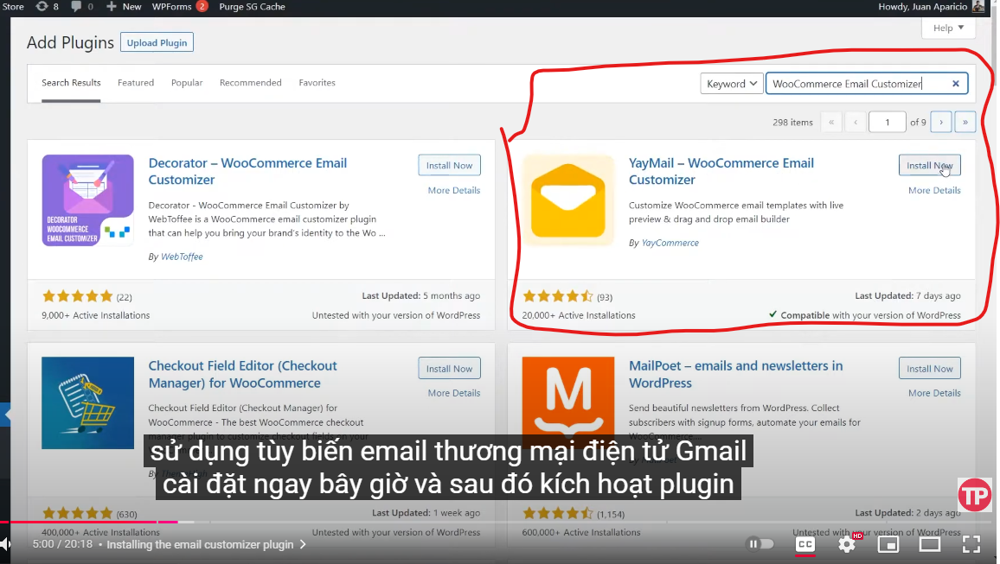 Store 8 0 New WPForms 2 Purge SG Cache Howdy, Juan Aparicio
Help
Add Plugins Upload Plugin
Search Results Featured Popular Recommended Favorites Keyword WooCommerce Email Customizer ×
298 items « ‹ 1 of 9 › »
Decorator – WooCommerce Email
Customizer
Install Now
More Details
Decorator - WooCommerce Email Customizer by
WebToffee is a WooCommerce email customizer plugin
that can help you bring your brand's identity to the Wo ...
By WebToffee
DECORATOR
WOOCOMMERCE
EMAIL CUSTOMIZER
(22)
Last Updated: 5 months ago
9,000+ Active Installations
Untested with your version of WordPress
YayMail – WooCommerce Email
Customizer
Install Now
More Details
Customize WooCommerce email templates with live
preview & drag and drop email builder
By YayCommerce
(93)
Last Updated: 7 days ago
20,000+ Active Installations
Compatible with your version of WordPress
Checkout Field Editor (Checkout
Manager) for WooCommerce
Install Now
More Details
Checkout Field Editor (Checkout Manager) for
WooCommerce - The best WooCommerce checkout
manager plugin to customize checkout fields on your
By
(630)
Last Updated: 1 week ago
400,000+ Active Installations
Untested with your version of WordPress
MailPoet – emails and newsletters in
WordPress
Install Now
More Details
M
Send beautiful newsletters from WordPress. Collect
subscribers with signup forms, automate your emails for
WooCommerce...
(1,154)
Last Updated: 2 days ago
600,000+ Active Installations
Untested with your version of WordPress
sử dụng tùy biến email thương mại điện tử Gmail
cài đặt ngay bây giờ và sau đó kích hoạt plugin
TP
5:00 / 20:18 • Installing the email customizer plugin
CC
HD